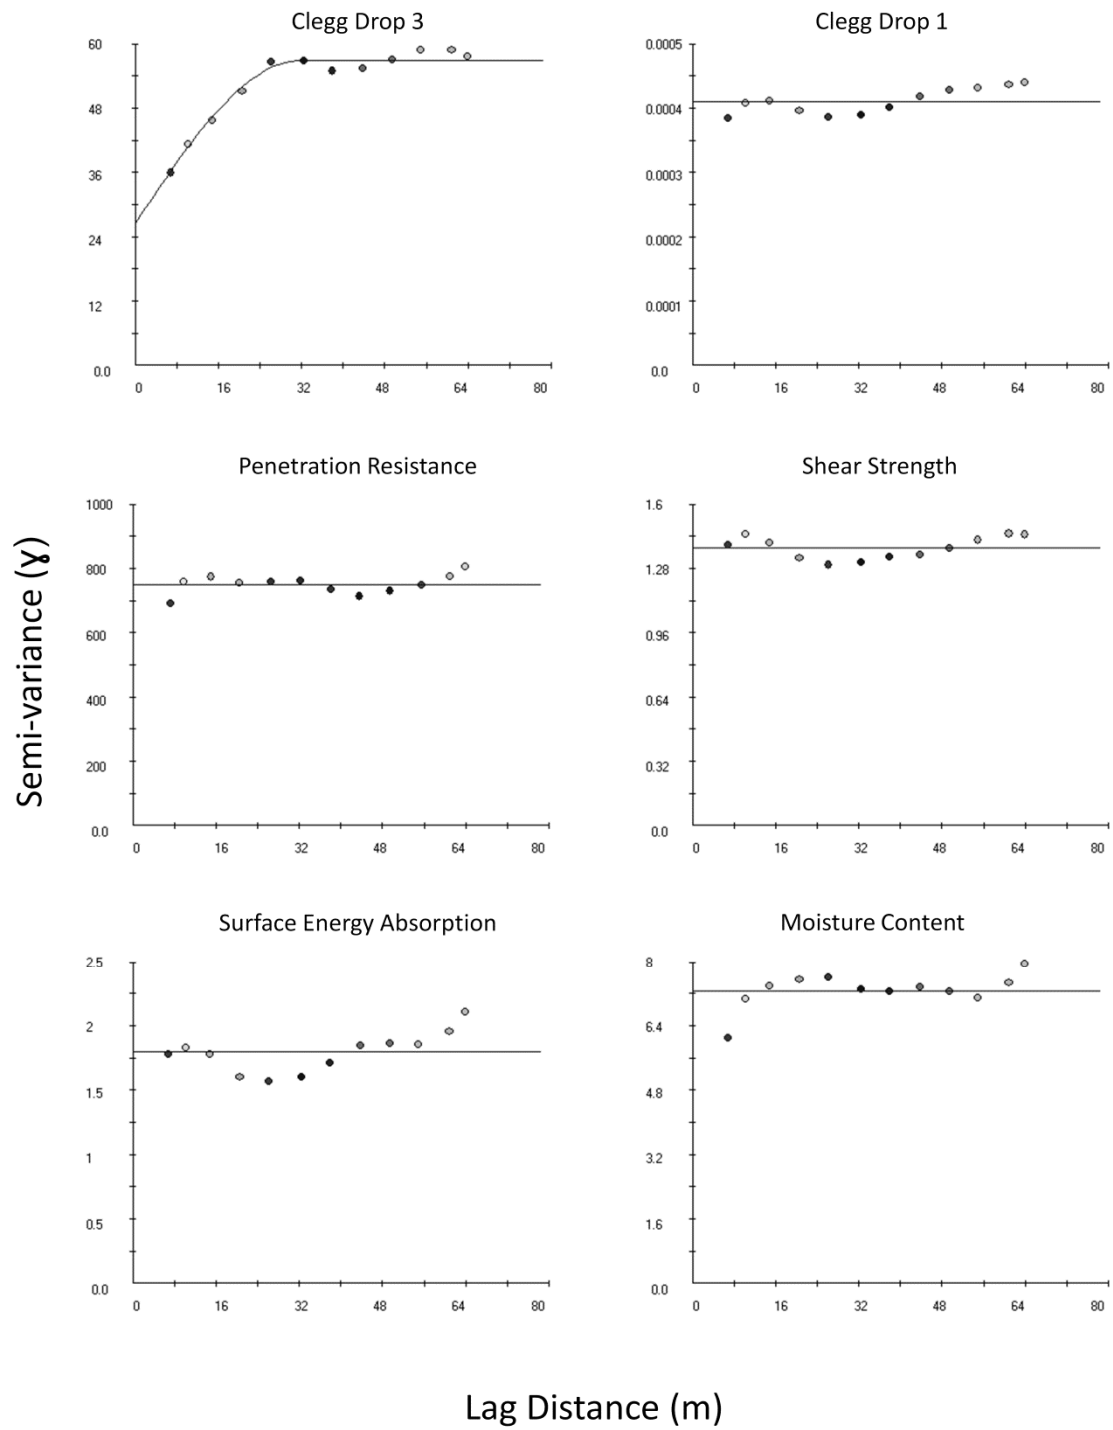 Clegg Drop 3
60
48
36
24
12
0.0
0 16 32 48 64 80
Clegg Drop 1
0.0005
0.0004
0.0003
0.0002
0.0001
0.0
0 16 32 48 64 80
Semi-variance (ɣ)
Penetration Resistance
1000
800
600
400
200
0.0
0 16 32 48 64 80
Shear Strength
1.6
1.28
0.96
0.64
0.32
0.0
0 16 32 48 64 80
Surface Energy Absorption
2.5
2
1.5
1
0.5
0.0
0 16 32 48 64 80
Moisture Content
8
6.4
4.8
3.2
1.6
0.0
0 16 32 48 64 80
Lag Distance (m)